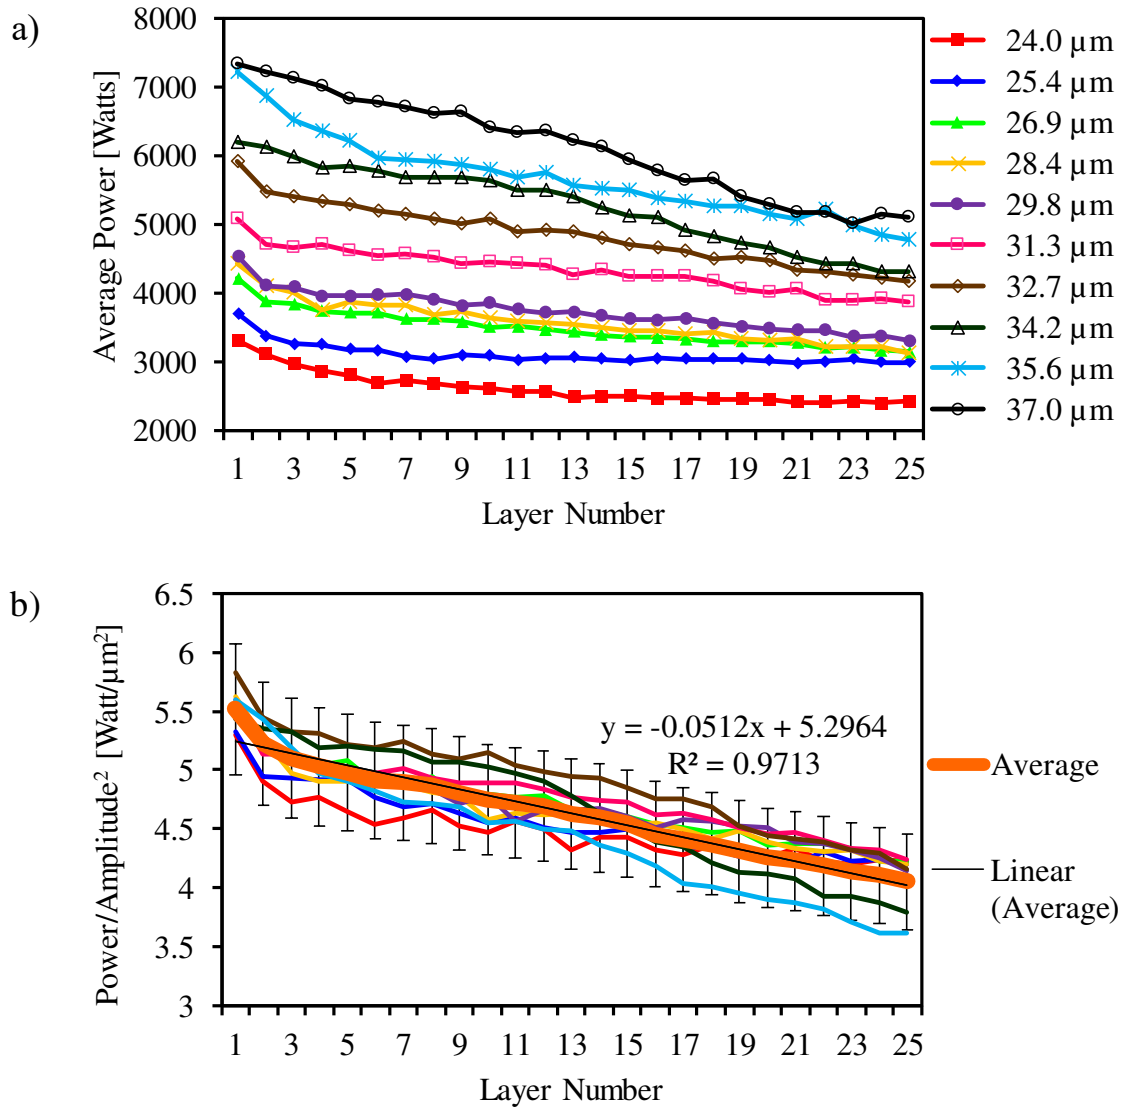 a)
Average Power [Watts]
8000
7000
6000
5000
4000
3000
2000
1 3 5 7 9 11 13 15 17 19 21 23 25
Layer Number
24.0 µm
25.4 µm
26.9 µm
28.4 µm
29.8 µm
31.3 µm
32.7 µm
34.2 µm
35.6 µm
37.0 µm
b)
Power/Amplitude² [Watt/µm²]
6.5
6
5.5
5
4.5
4
3.5
3
y = -0.0512x + 5.2964
R² = 0.9713
1 3 5 7 9 11 13 15 17 19 21 23 25
Layer Number
Average
Linear
(Average)